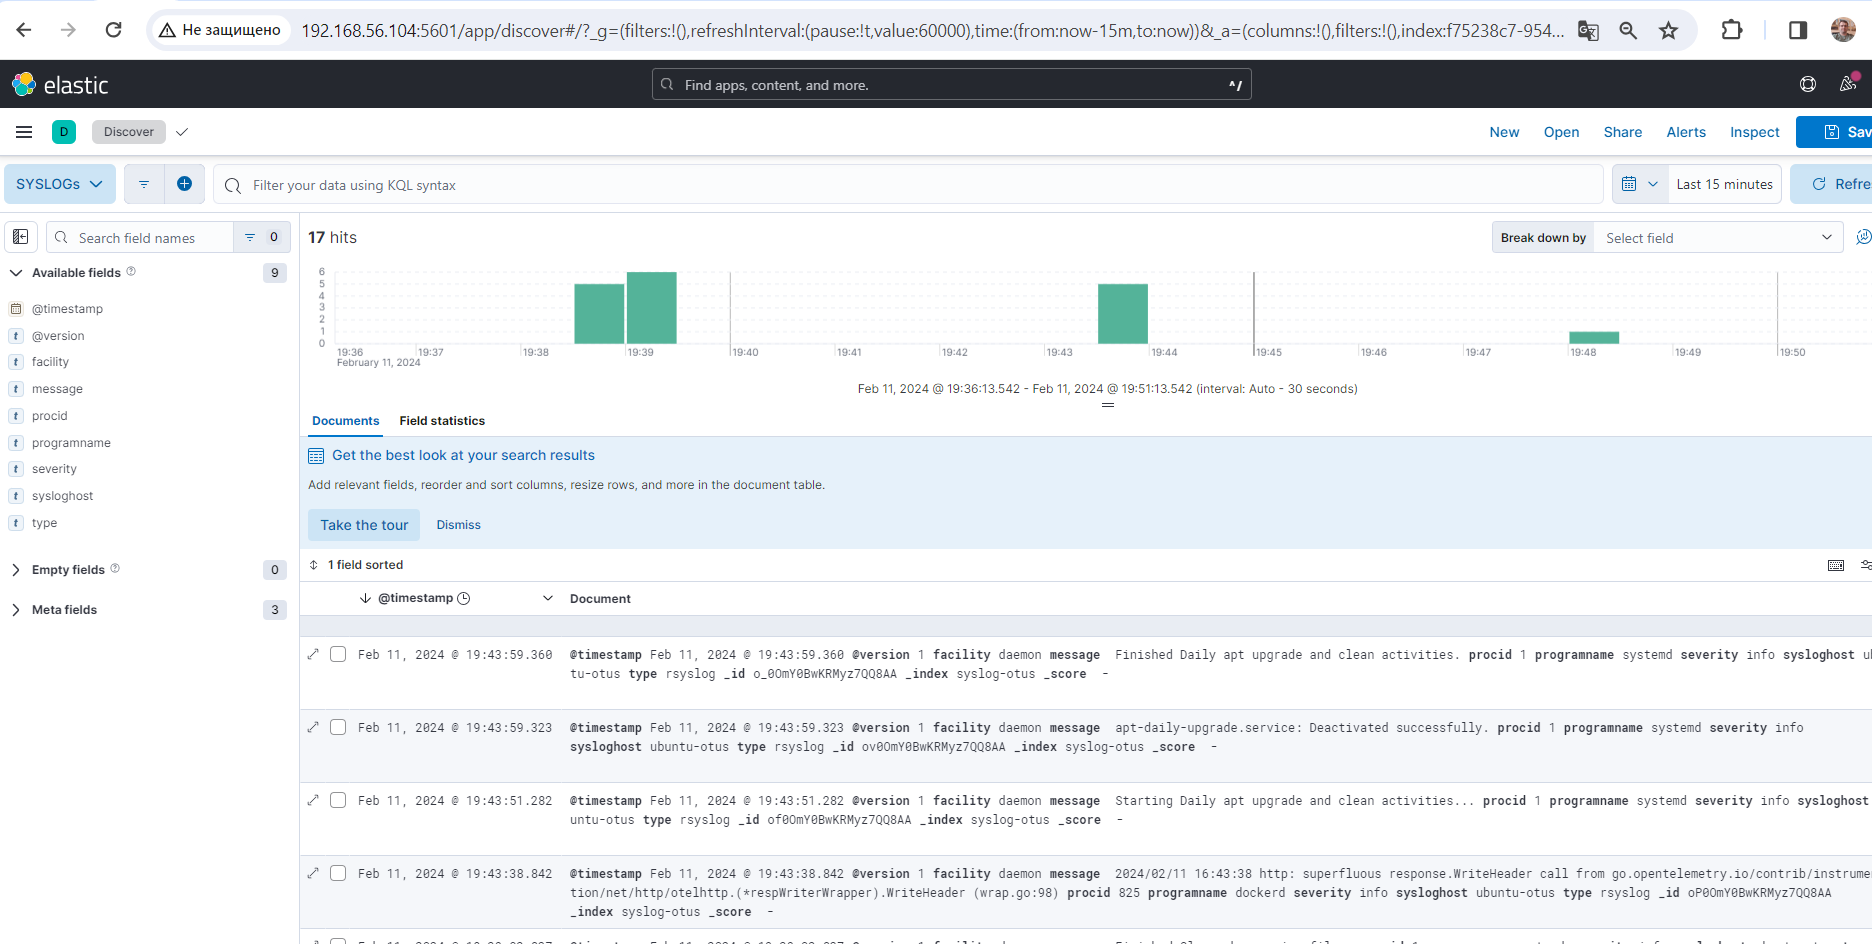 Не защищено 192.168.56.104:5601/app/discover#/?_g=(filters:!(),refreshInterval:(pause:!t,value:60000),time:(from:now-15m,to:now))&_a=(columns:!(),filters:!(),index:f75238c7-954...
elastic Find apps, content, and more. ^/
D Discover New Open Share Alerts Inspect Sav
SYSLOGs Filter your data using KQL syntax Last 15 minutes Refre
Search field names 0
17 hits Break down by Select field
Available fields 9
@timestamp
@version
facility
message
procid
programname
severity
sysloghost
type
Empty fields 0
Meta fields 3
6
5
4
3
2
1
0
19:36 19:37 19:38 19:39 19:40 19:41 19:42 19:43 19:44 19:45 19:46 19:47 19:48 19:49 19:50
February 11, 2024
Feb 11, 2024 @ 19:36:13.542 - Feb 11, 2024 @ 19:51:13.542 (interval: Auto - 30 seconds)
Documents Field statistics
Get the best look at your search results
Add relevant fields, reorder and sort columns, resize rows, and more in the document table.
Take the tour Dismiss
1 field sorted
@timestamp Document
Feb 11, 2024 @ 19:43:59.360 @timestamp Feb 11, 2024 @ 19:43:59.360 @version 1 facility daemon message Finished Daily apt upgrade and clean activities. procid 1 programname systemd severity info sysloghost ub
tu-otus type rsyslog _id o_0OmY0BwKRMyz7QQ8AA _index syslog-otus _score -
Feb 11, 2024 @ 19:43:59.323 @timestamp Feb 11, 2024 @ 19:43:59.323 @version 1 facility daemon message apt-daily-upgrade.service: Deactivated successfully. procid 1 programname systemd severity info
sysloghost ubuntu-otus type rsyslog _id ov0OmY0BwKRMyz7QQ8AA _index syslog-otus _score -
Feb 11, 2024 @ 19:43:51.282 @timestamp Feb 11, 2024 @ 19:43:51.282 @version 1 facility daemon message Starting Daily apt upgrade and clean activities... procid 1 programname systemd severity info sysloghost
untu-otus type rsyslog _id of0OmY0BwKRMyz7QQ8AA _index syslog-otus _score -
Feb 11, 2024 @ 19:43:38.842 @timestamp Feb 11, 2024 @ 19:43:38.842 @version 1 facility daemon message 2024/02/11 16:43:38 http: superfluous response.WriteHeader call from go.opentelemetry.io/contrib/instrumen
tion/net/http/otelhttp.(*respWriterWrapper).WriteHeader (wrap.go:98) procid 825 programname dockerd severity info sysloghost ubuntu-otus type rsyslog _id oP0OmY0BwKRMyz7QQ8AA
_index syslog-otus _score -